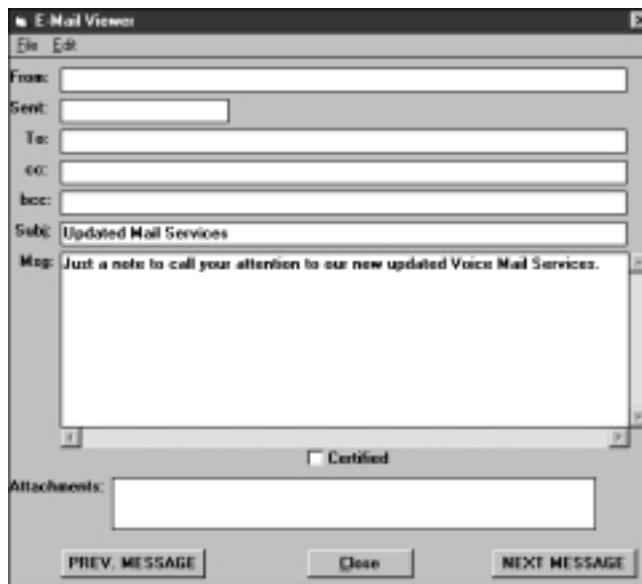 E-Mail Viewer
File Edit
From:
Sent:
To:
cc:
bcc:
Subj: Updated Mail Services
Msg: Just a note to call your attention to our new updated Voice Mail Services.
Certified
Attachments:
PREV. MESSAGE Close NEXT MESSAGE